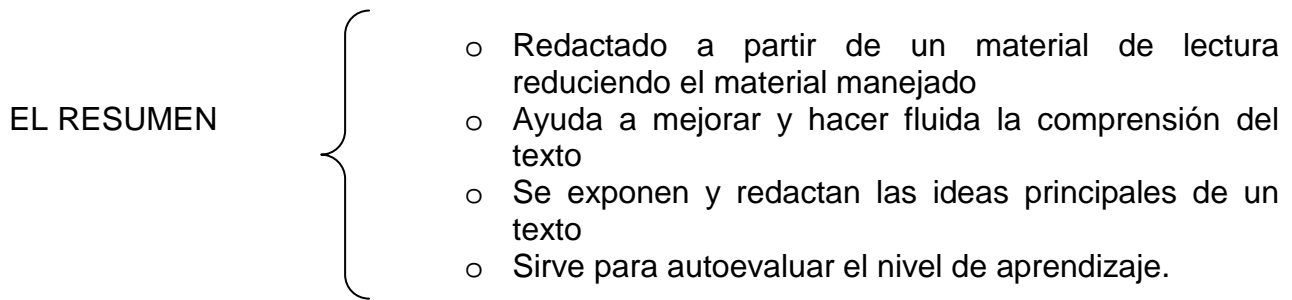 EL RESUMEN
o Redactado a partir de un material de lectura
reduciendo el material manejado
o Ayuda a mejorar y hacer fluida la comprensión del
texto
o Se exponen y redactan las ideas principales de un
texto
o Sirve para autoevaluar el nivel de aprendizaje.